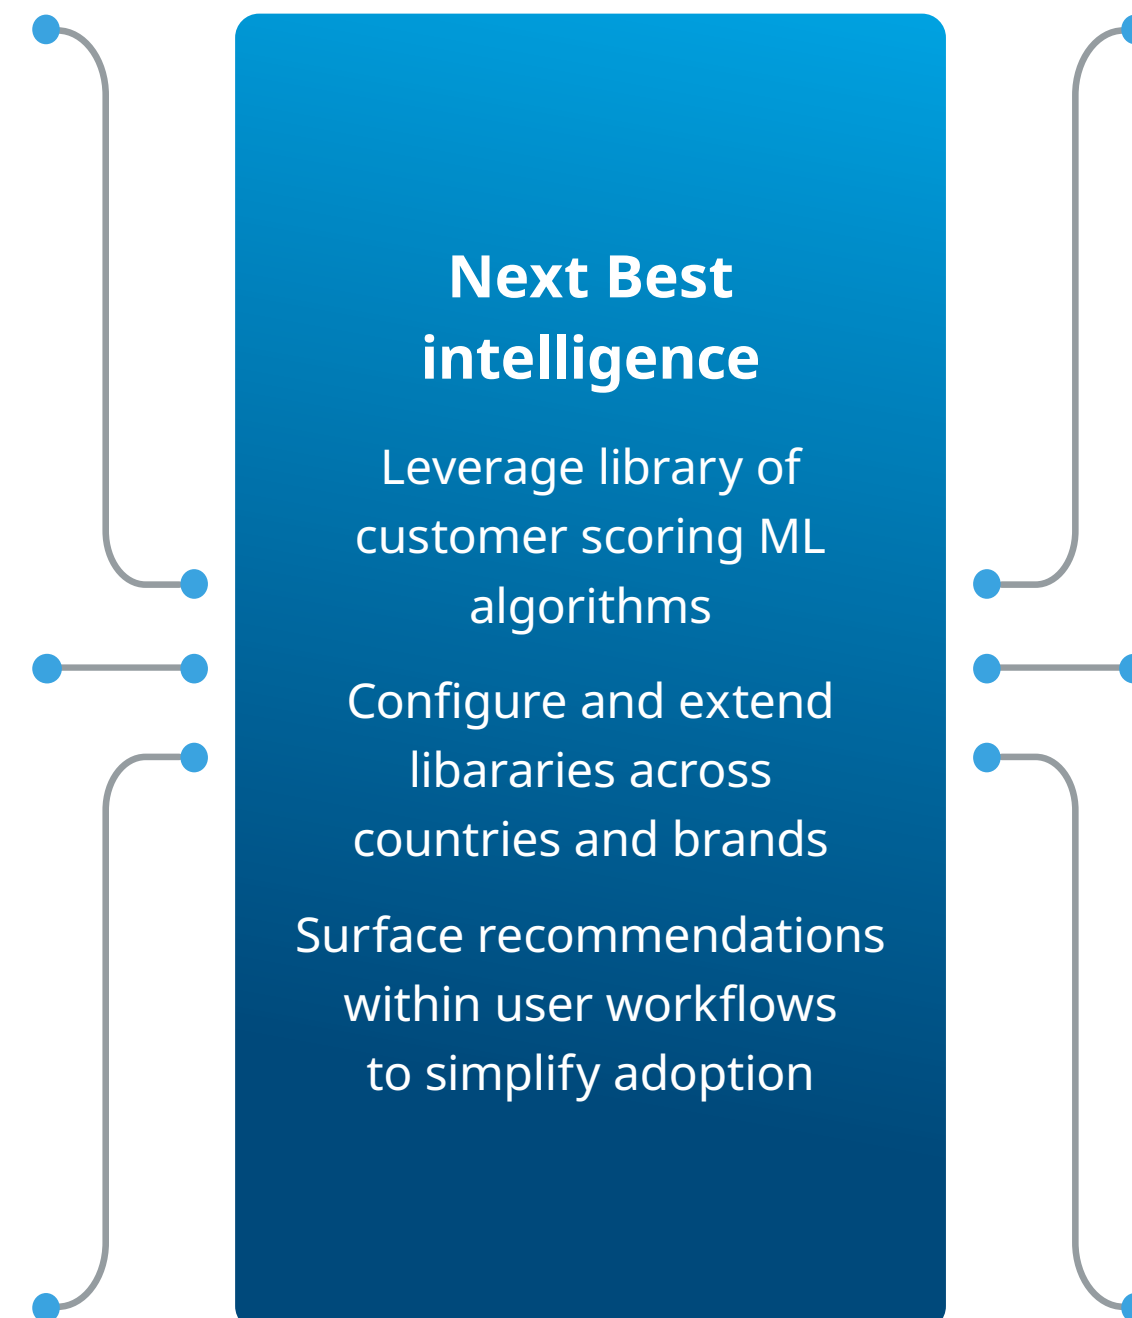 Next Best
intelligence
Leverage library of
customer scoring ML
algorithms
Configure and extend
libararies across
countries and brands
Surface recommendations
within user workflows
to simplify adoption